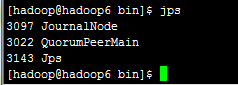 [hadoop@hadoop6 bin]$ jps
3097 JournalNode
3022 QuorumPeerMain
3143 Jps
[hadoop@hadoop6 bin]$